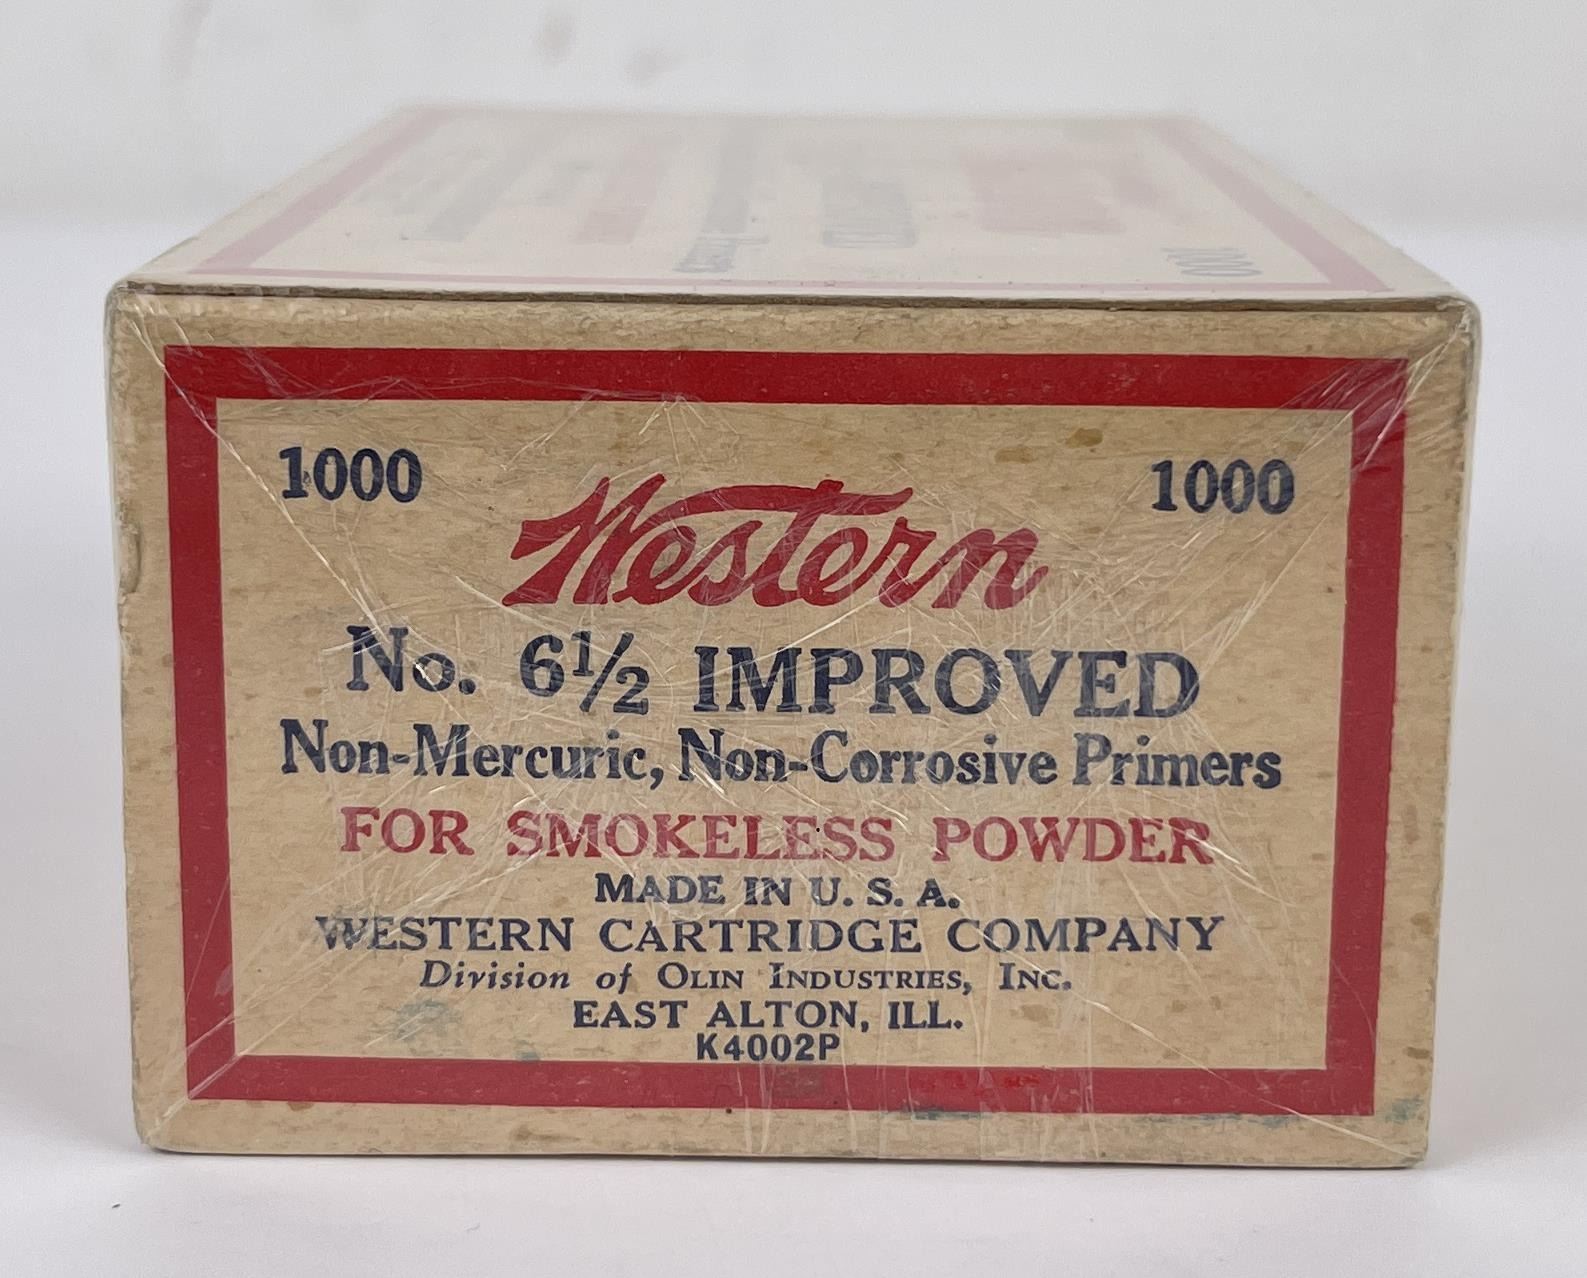 1000
1000 1000
Western
No. 6½ IMPROVED
Non-Mercuric, Non-Corrosive Primers
FOR SMOKELESS POWDER
MADE IN U. S. A.
WESTERN CARTRIDGE COMPANY
Division of OLIN INDUSTRIES, INC.
EAST ALTON, ILL.
K4002P